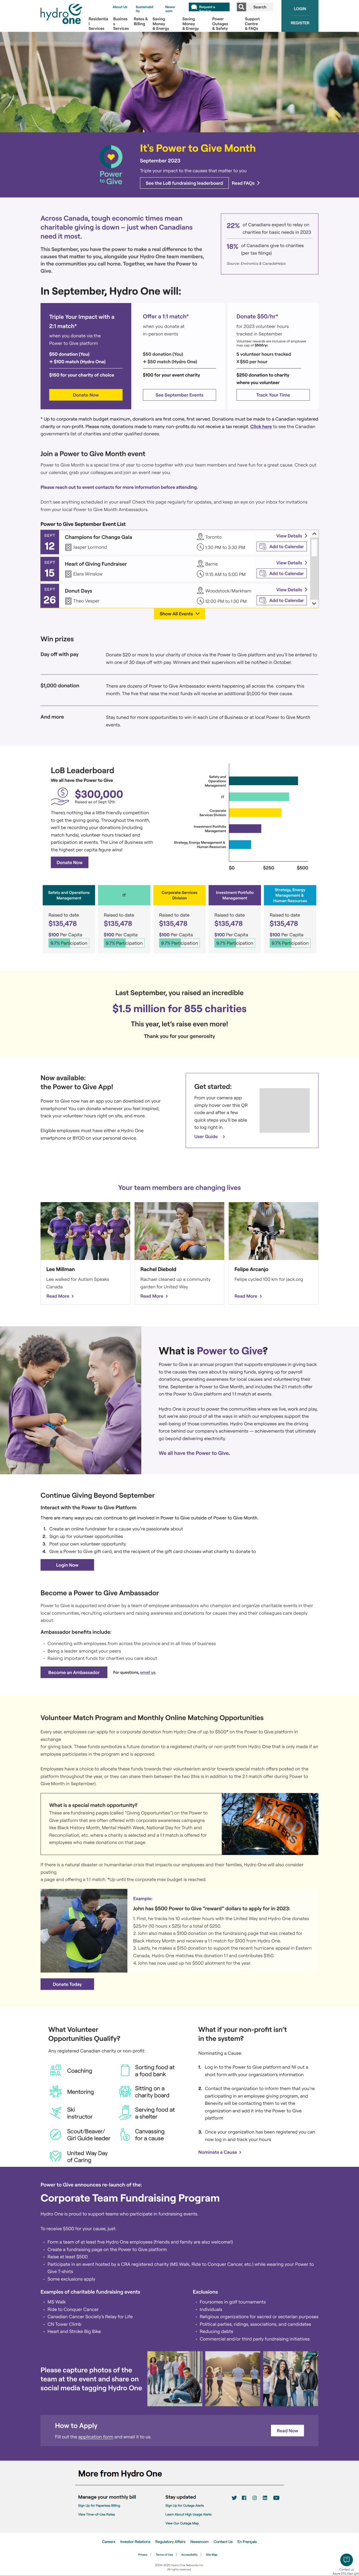 hydro one
About Us
Newsroom
Search
LOGIN
REGISTER
Residential Services
Business Services
Rates & Billing
Saving Money & Energy
Saving Money & Energy
Power Outages & Safety
Support Centre & FAQs
Power to Give
It's Power to Give Month
September 2023
Triple your impact to the causes that matter to you
See the LoB fundraising leaderboard
Read FAQs
Across Canada, tough economic times mean
charitable giving is down – just when Canadians
need it most.
This September, you have the power to make a real difference to the
causes that matter to you, alongside your Hydro One team members,
in the communities you call home. Together, we have the Power to
Give.
22% of Canadians expect to relay on
charities for basic needs in 2023
18% of Canadians give to charities
(per tax filings)
Source: Environics & CanadaHelps
In September, Hydro One will:
Triple Your Impact with a
2:1 match*
when you donate via the
Power to Give platform
$50 donation (You)
+ $100 match (Hydro One)
$150 for your charity of choice
Donate Now
Offer a 1:1 match*
when you donate at
in-person events
$50 donation (You)
+ $50 match (Hydro One)
$100 for your event charity
See September Events
Donate $50/hr*
for 2023 volunteer hours
tracked in September
Volunteer rewards are inclusive of employee
max cap of $500/yr.
5 volunteer hours tracked
X $50 per hour
$250 donation to charity
where you volunteer
Track Your Time
* Up to corporate match budget maximum, donation's are first come, first served. Donations must be made to a Canadian registered
charity or non-profit. Please note, donations made to many non-profits do not receive a tax receipt. Click here to see the Canadian
government's list of charities and other qualified donees.
Join a Power to Give Month event
Power to Give Month is a special time of year to come together your team members and have fun for a great cause. Check out
our calendar, grab your colleagues and join an event near you.
Please reach out to event contacts for more information before attending.
Don't see anything scheduled in your area? Check this page regularly for updates, and keep an eye on your inbox for invitations
from your local Power to Give Month Ambassadors.
Power to Give September Event List
SEPT
12
Champions for Change Gala
Jasper Lormond
Toronto
1:30 PM to 3:30 PM
View Details
Add to Calendar
SEPT
15
Heart of Giving Fundraiser
Elara Winslow
Barrie
11:15 AM to 5:00 PM
View Details
Add to Calendar
SEPT
26
Donut Days
Theo Vesper
Woodstock/Markham
12:00 PM to 1:30 PM
View Details
Add to Calendar
Show All Events
Win prizes
Day off with pay
Donate $20 or more to your charity of choice via the Power to Give platform and you'll be entered to
win one of 30 days off with pay. Winners and their supervisors will be notified in October.
$1,000 donation
There are dozens of Power to Give Ambassador events happening all across the company this
month. The five that raise the most funds will receive an additional $1,000 for their cause.
And more
Stay tuned for more opportunities to win in each Line of Business or at local Power to Give Month
events.
LoB Leaderboard
We all have the Power to Give
$300,000
Raised as of Sept 12th
There's nothing like a little friendly competition
to get the giving going. Throughout the month,
we'll be recording your donations (including
match funds), volunteer hours tracked and
participation at events. The Line of Business with
the highest per capita figure wins!
Donate Now
Safety and Operations Management
IT
Corporate Services Division
Investment Portfolio Management
Strategy, Energy Management & Human Resources
$0
$250
$500
Safety and Operations Management
IT
Corporate Services Division
Investment Portfolio Management
Strategy, Energy Management & Human Resources
Raised to date
$135,478
$100 Per Capita
9.7% Participation
Raised to date
$135,478
$100 Per Capita
9.7% Participation
Raised to date
$135,478
$100 Per Capita
9.7% Participation
Raised to date
$135,478
$100 Per Capita
9.7% Participation
Raised to date
$135,478
$100 Per Capita
9.7% Participation
Last September, you raised an incredible
$1.5 million for 855 charities
This year, let's raise even more!
Thank you for your generosity
Now available:
the Power to Give App!
Power to Give now has an app you can download on your
smartphone! You can donate whenever you feel inspired,
track your volunteer hours right on site, and more.
Eligible employees must have either a Hydro One
smartphone or BYOD on your personal device.
Get started:
From your camera app
simply hover over this QR
code and after a few
quick steps you'll be able
to log right in.
User Guide
Your team members are changing lives
Lee Millman
Lee walked for Autism Speaks
Canada
Read More
Rachel Diebold
Rachael cleaned up a community
garden for United Way
Read More
Felipe Arcanjo
Felipe cycled 100 km for jack.org
Read More
What is Power to Give?
Power to Give is an annual program that supports employees in giving back
to the causes they care about by raising funds, signing up for payroll
donations, generating awareness for local causes and volunteering their
time. September is Power to Give Month, and includes the 2:1 match offer
on the Power to Give platform and 1:1 match at events.
Hydro One is proud to power the communities where we live, work and play,
but we're also proud of all the ways in which our employees support the
most vulnerable in those communities. Our employees are the driving force
behind our company's achievements — achievements that ultimately
go beyond delivering electricity.
We all have the Power to Give.
Continue Giving Beyond September
Interact with the Power to Give Platform
There are many ways you can continue to get involved in Power to Give outside of Power to Give Month.
1. Create an online fundraiser for a cause you're passionate about
2. Sign up for volunteer opportunities
3. Post your own volunteer opportunity
4. Give a Power to Give gift card, and the recipient of the gift card chooses what charity to donate to
Login Now
Become a Power to Give Ambassador
Power to Give is supported and driven by a team of employee ambassadors who champion and organize charitable events in their
local communities, recruiting volunteers and raising awareness and donations for causes and their local colleagues care deeply
about.
Ambassador benefits include:
- Connecting with employees from across the province and in all lines of business
- Being a leader amongst your peers
- Raising important funds for charities you care about
Become an Ambassador
For questions, email us.
Volunteer Match Program and Monthly Online Matching Opportunities
Every year, employees can apply for a corporate donation from Hydro One of up to $500* on the Power to Give platform in
exchange
for giving back. These funds symbolize a future donation to a registered charity or non-profit from Hydro One that is only made if an
employee participates in the program and is approved.
Employees have a choice to allocate these funds towards their volunteerism and/or towards special match offers posted on the
platform throughout the year, or they can share them between the two (this is in addition to the 2:1 match offer during Power to
Give Month in September):
What is a special match opportunity?
These are fundraising pages (called "Giving Opportunities") on the Power to
Give platform that are often offered with corporate awareness campaigns
like Black History Month, Mental Health Week, National Day for Truth and
Reconciliation, etc. where a charity is selected and a 1:1 match is offered for
employees who make donations on that page.
If there is a natural disaster or humanitarian crisis that impacts our employees and their families, Hydro One will also consider
posting
a page and offering a 1:1 match. *Up until the corporate max budget is reached.
Example:
John has $500 Power to Give "reward" dollars to apply for in 2023:
1. First, he tracks his 10 volunteer hours with the United Way and Hydro One donates
$25/hr (10 hours x $25) for a total of $250.
2. John also makes a $100 donation on the fundraising page that was created for
Black History Month and receives a 1:1 match for $100 from Hydro One.
3. Lastly, he makes a $150 donation to support the recent hurricane appeal in Eastern
Canada, Hydro One matches this donation 1:1 and contributes $150.
4. John has now used up his $500 allotment for the year.
Donate Today
What Volunteer
Opportunities Qualify?
Any registered Canadian charity or non-profit
Coaching
Sorting food at a food bank
Mentoring
Sitting on a charity board
Ski instructor
Serving food at a shelter
Scout/Beaver/ Girl Guide leader
Canvassing for a cause
United Way Day of Caring
What if your non-profit isn't
in the system?
Nominating a Cause:
1. Log in to the Power to Give platform and fill out a
short form with your organization's information
2. Contact the organization to inform them that you're
participating in an employee giving program, and
Benevity will be contacting them to vet the
organization and add it to the Power to Give
platform
3. Once your organization has been registered you can
now log in and track your hours
Nominate a Cause
Power to Give announces re-launch of the:
Corporate Team Fundraising Program
Hydro One is proud to support teams who participate in fundraising events.
To receive $500 for your cause, just:
- Form a team of at least five Hydro One employees (friends and family are also welcome!)
- Create a fundraising page on the Power to Give platform
- Raise at least $500
- Participate in an event hosted by a CRA registered charity (MS Walk, Ride to Conquer Cancer, etc.) while wearing your Power to
Give T-shirts
- Some exclusions apply
Examples of charitable fundraising events
- MS Walk
- Ride to Conquer Cancer
- Canadian Cancer Society's Relay for Life
- CN Tower Climb
- Heart and Stroke Big Bike
Exclusions
- Foursomes in golf tournaments
- Individuals
- Religious organizations for sacred or sectarian purposes
- Political parties, ridings, associations, and candidates
- Reducing debts
- Commercial and/or third party fundraising initiatives
Please capture photos of the
team at the event and share on
social media tagging Hydro One
How to Apply
Fill out the application form and email it to us.
Read Now
More from Hydro One
Manage your monthly bill
Sign Up for Paperless Billing
View Time-of-Use Rates
Stay updated
Sign Up for Outage Alerts
Learn About High Usage Alerts
View Our Outage Map
Careers
Investor Relations
Regulatory Affairs
Newsroom
Contact Us
En Français
Privacy
Terms of Use
Accessibility
Site Map
All rights reserved